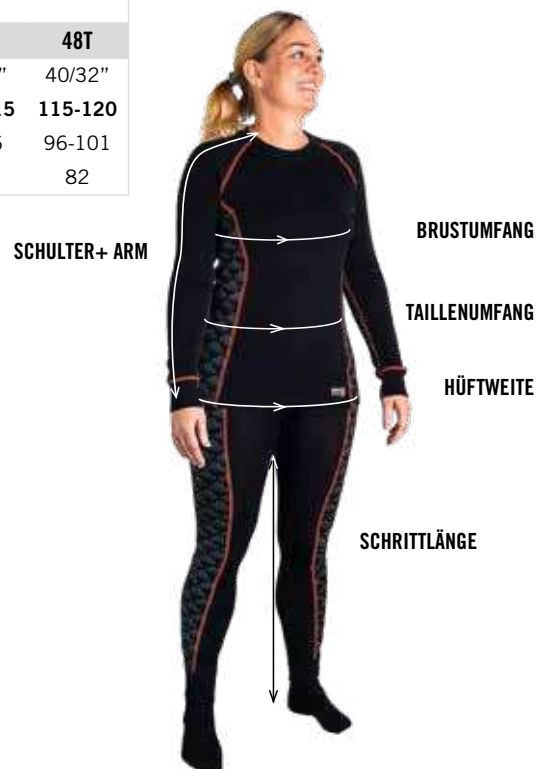 48T
40/32”
115-120
96-101
82
SCHULTER+ ARM
BRUSTUMFANG
TAILLENUMFANG
HÜFTWEITE
SCHRITTLÄNGE